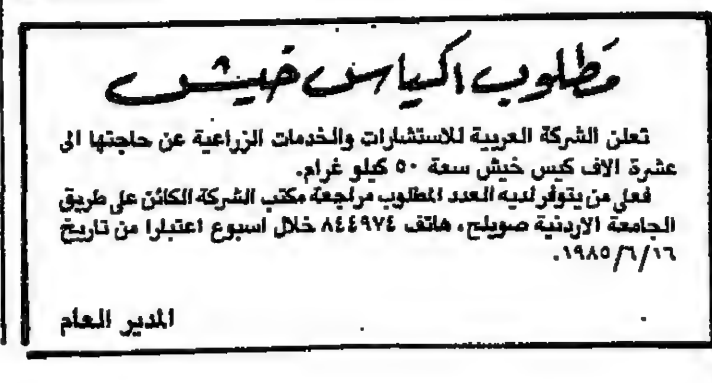 مطلوب اكياس خيش
تعلن الشركة العربية للاستشارات والخدمات الزراعية عن حاجتها الى
عشرة الاف كيس خيش سعة ٥٠ كيلو غرام.
فعلى من يتوفر لديه العدد المطلوب مراجعة مكتب الشركة الكائن على طريق
الجامعة الاردنية صويلح، هاتف ٨٤٤٩٧٤ خلال اسبوع اعتبارا من تاريخ
١٩٨٥/٦/١٦.
المدير العام